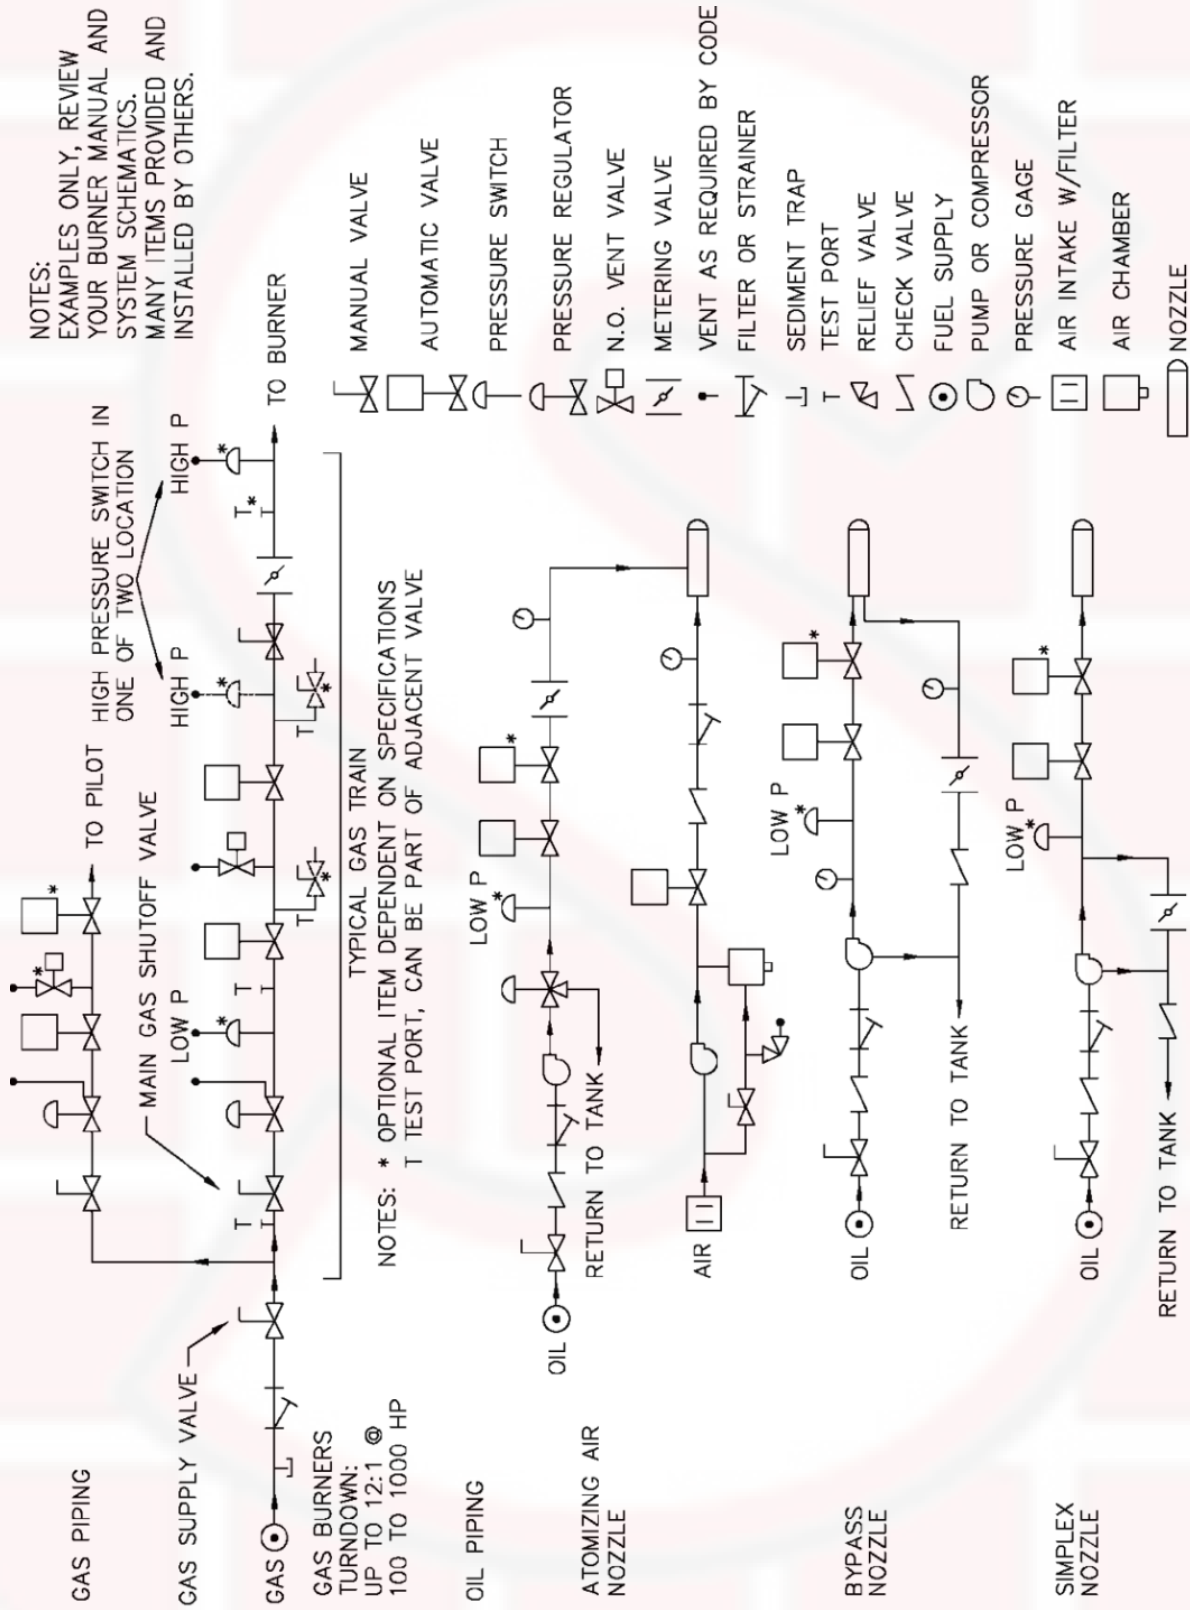 NOTES:
EXAMPLES ONLY, REVIEW
YOUR BURNER MANUAL AND
SYSTEM SCHEMATICS.
MANY ITEMS PROVIDED AND
INSTALLED BY OTHERS.
GAS PIPING
TO PILOT
HIGH PRESSURE SWITCH IN
ONE OF TWO LOCATION
MAIN GAS SHUTOFF VALVE
GAS SUPPLY VALVE
LOW P
HIGH P
HIGH P
GAS
T
T
T
T
T
TO BURNER
GAS BURNERS
TURNDOWN:
UP TO 12:1 @
100 TO 1000 HP
TYPICAL GAS TRAIN
NOTES: * OPTIONAL ITEM DEPENDENT ON SPECIFICATIONS
T TEST PORT, CAN BE PART OF ADJACENT VALVE
MANUAL VALVE
AUTOMATIC VALVE
PRESSURE SWITCH
PRESSURE REGULATOR
N.O. VENT VALVE
METERING VALVE
VENT AS REQUIRED BY CODE
FILTER OR STRAINER
SEDIMENT TRAP
TEST PORT
RELIEF VALVE
CHECK VALVE
FUEL SUPPLY
PUMP OR COMPRESSOR
PRESSURE GAGE
AIR INTAKE W/FILTER
AIR CHAMBER
NOZZLE
OIL PIPING
LOW P
OIL
ATOMIZING AIR
NOZZLE
RETURN TO TANK
AIR
LOW P
BYPASS
NOZZLE
OIL
RETURN TO TANK
LOW P
SIMPLEX
NOZZLE
OIL
RETURN TO TANK